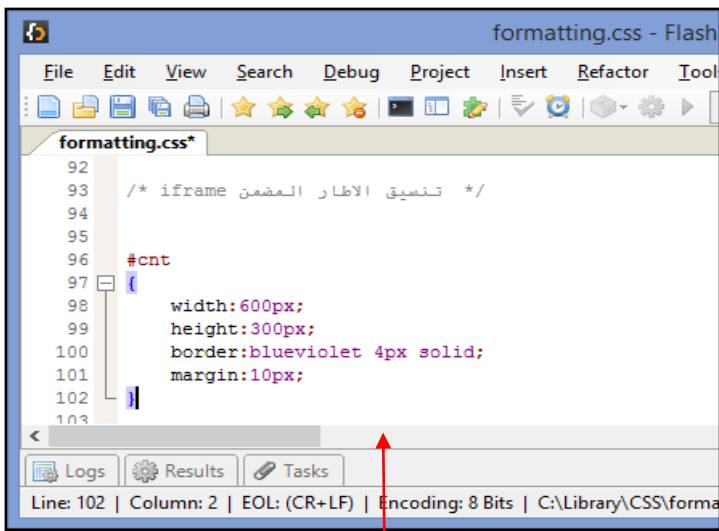 formatting.css - Flash
File Edit View Search Debug Project Insert Refactor Tools
formatting.css*
92
93 /* تنسيق الاطار المضمن iframe */
94
95
96 #cnt
97 {
98 width:600px;
99 height:300px;
100 border:blueviolet 4px solid;
101 margin:10px;
102 }
103
Logs Results Tasks
Line: 102 | Column: 2 | EOL: (CR+LF) | Encoding: 8 Bits | C:\Library\CSS\forma